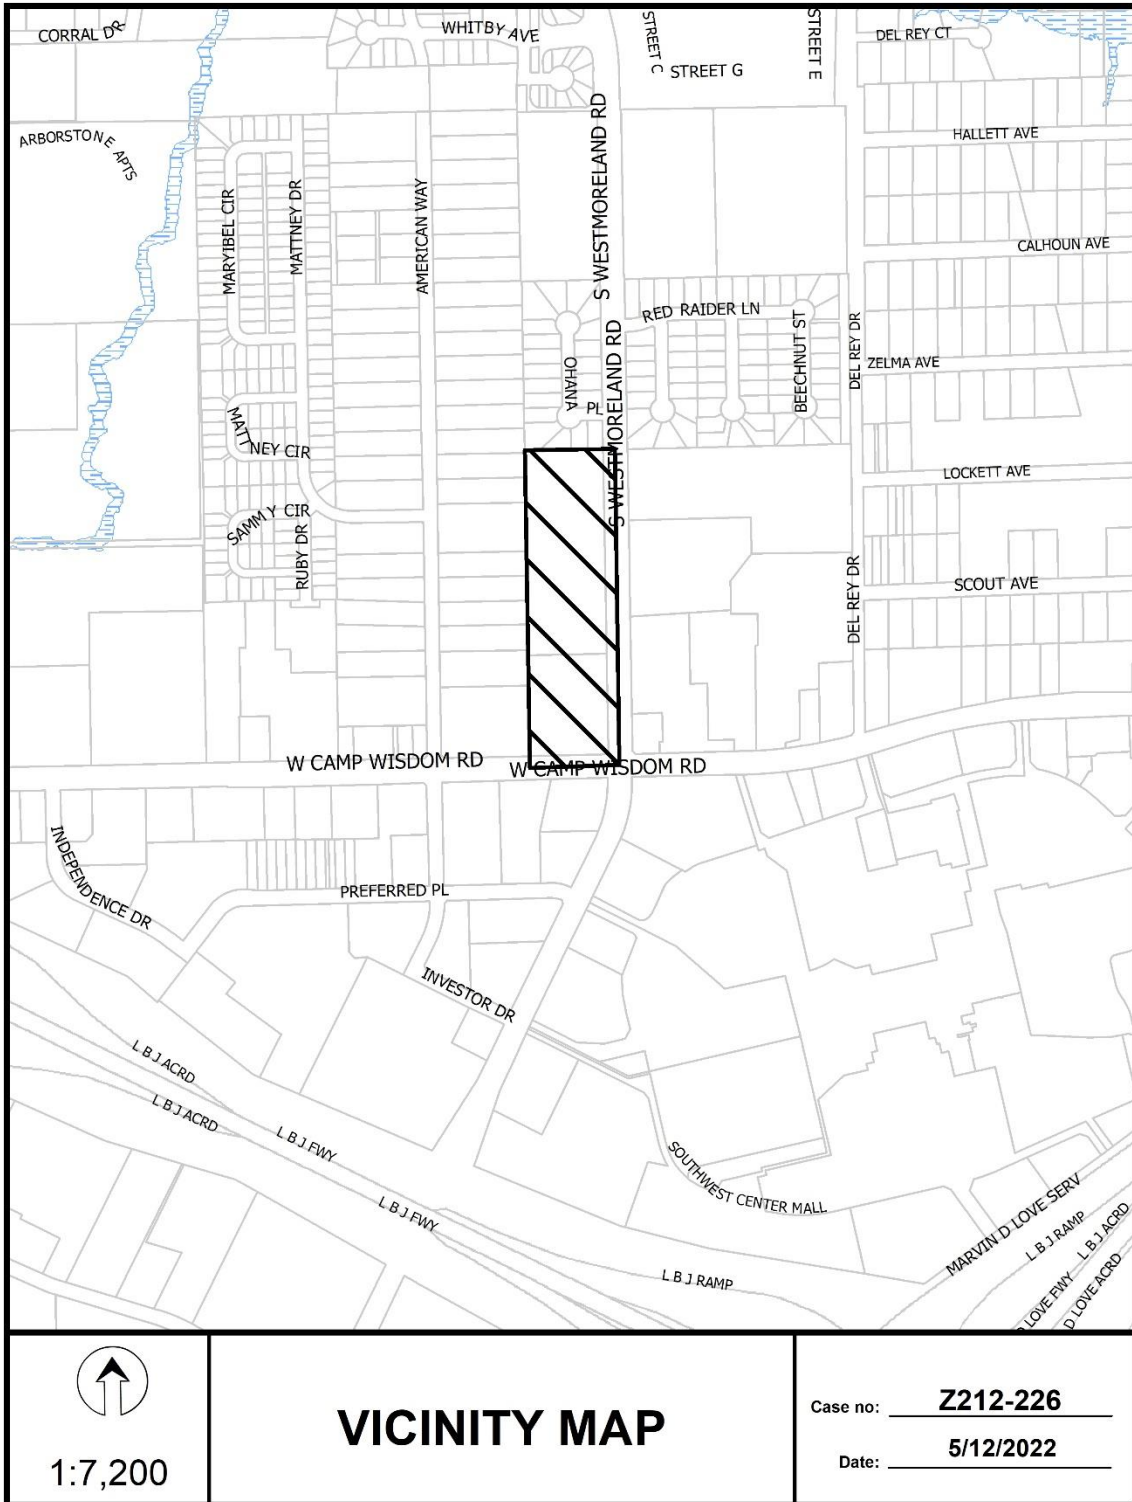 CORRAL DR
WHITBY AVE
STREET C
STREET G
STREET E
DEL REY CT
ARBORSTONE APTS
HALLETT AVE
S WESTMORELAND RD
MARYIBEL CIR
MATTNEY DR
AMERICAN WAY
CALHOUN AVE
RED RAIDER LN
BEECHNUT ST
DEL REY DR
ZELMA AVE
OHANA PL
S WESTMORELAND RD
MATTNEY CIR
S WESTMORELAND RD
LOCKETT AVE
SAMMY CIR
RUBY DR
DEL REY DR
SCOUT AVE
W CAMP WISDOM RD
W CAMP WISDOM RD
INDEPENDENCE DR
PREFERRED PL
INVESTOR DR
L B J ACRD
L B J ACRD
L B J FWY
L B J FWY
SOUTHWEST CENTER MALL
L B J RAMP
MARVIN D LOVE SERV
L B J RAMP
L B J ACRD
LOVE FWY
D LOVE ACRD
1:7,200
VICINITY MAP
Case no: Z212-226
Date: 5/12/2022